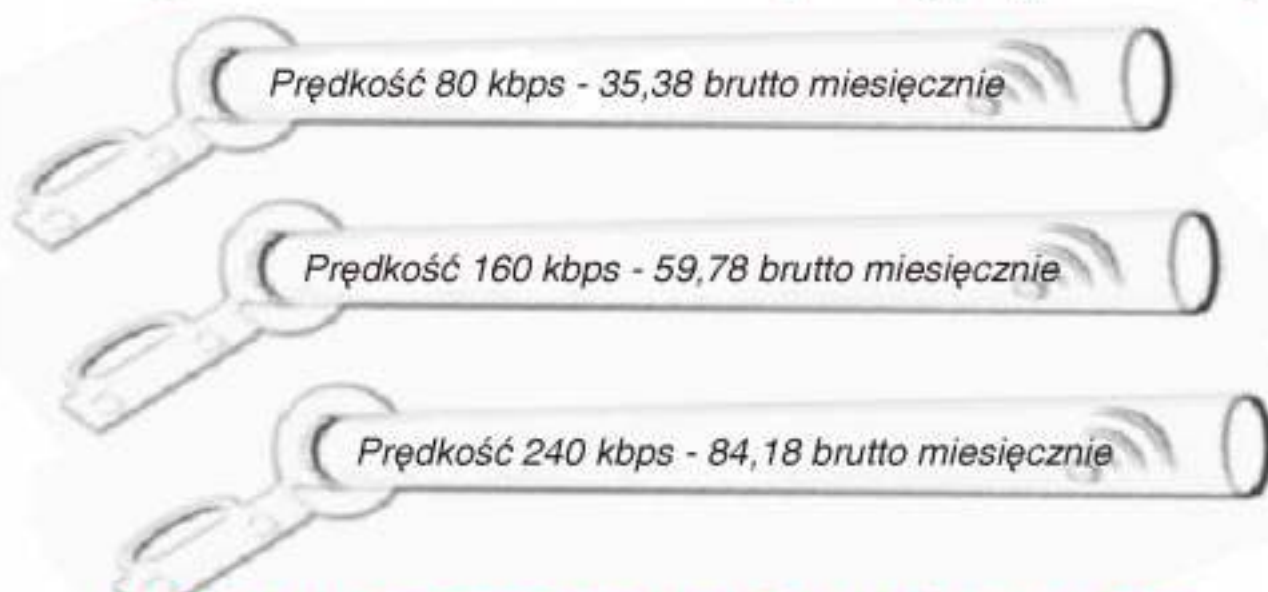 Prędkość 80 kbps - 35,38 brutto miesięcznie
Prędkość 160 kbps - 59,78 brutto miesięcznie
Prędkość 240 kbps - 84,18 brutto miesięcznie